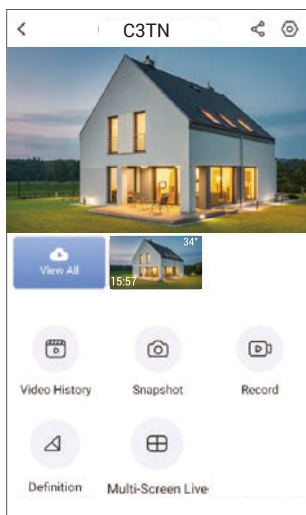 C3TN
34"
View All
15:57
Video History Snapshot Record
Definition Multi-Screen Live